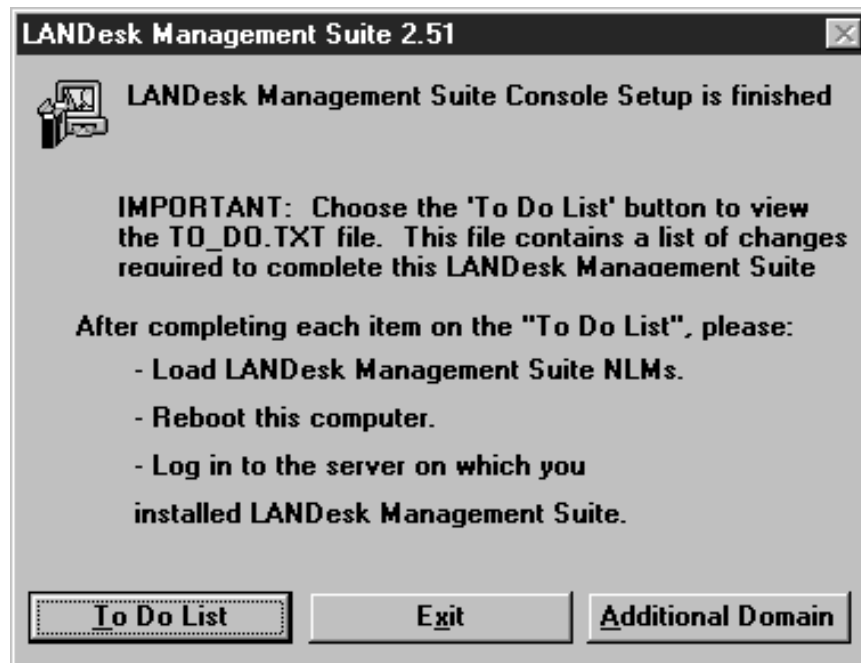 LANDesk Management Suite 2.51
LANDesk Management Suite Console Setup is finished
IMPORTANT:  Choose the 'To Do List' button to view
the TO_DO.TXT file.  This file contains a list of changes
required to complete this LANDesk Management Suite
After completing each item on the "To Do List", please:
- Load LANDesk Management Suite NLMs.
- Reboot this computer.
- Log in to the server on which you
installed LANDesk Management Suite.
To Do List
Exit
Additional Domain